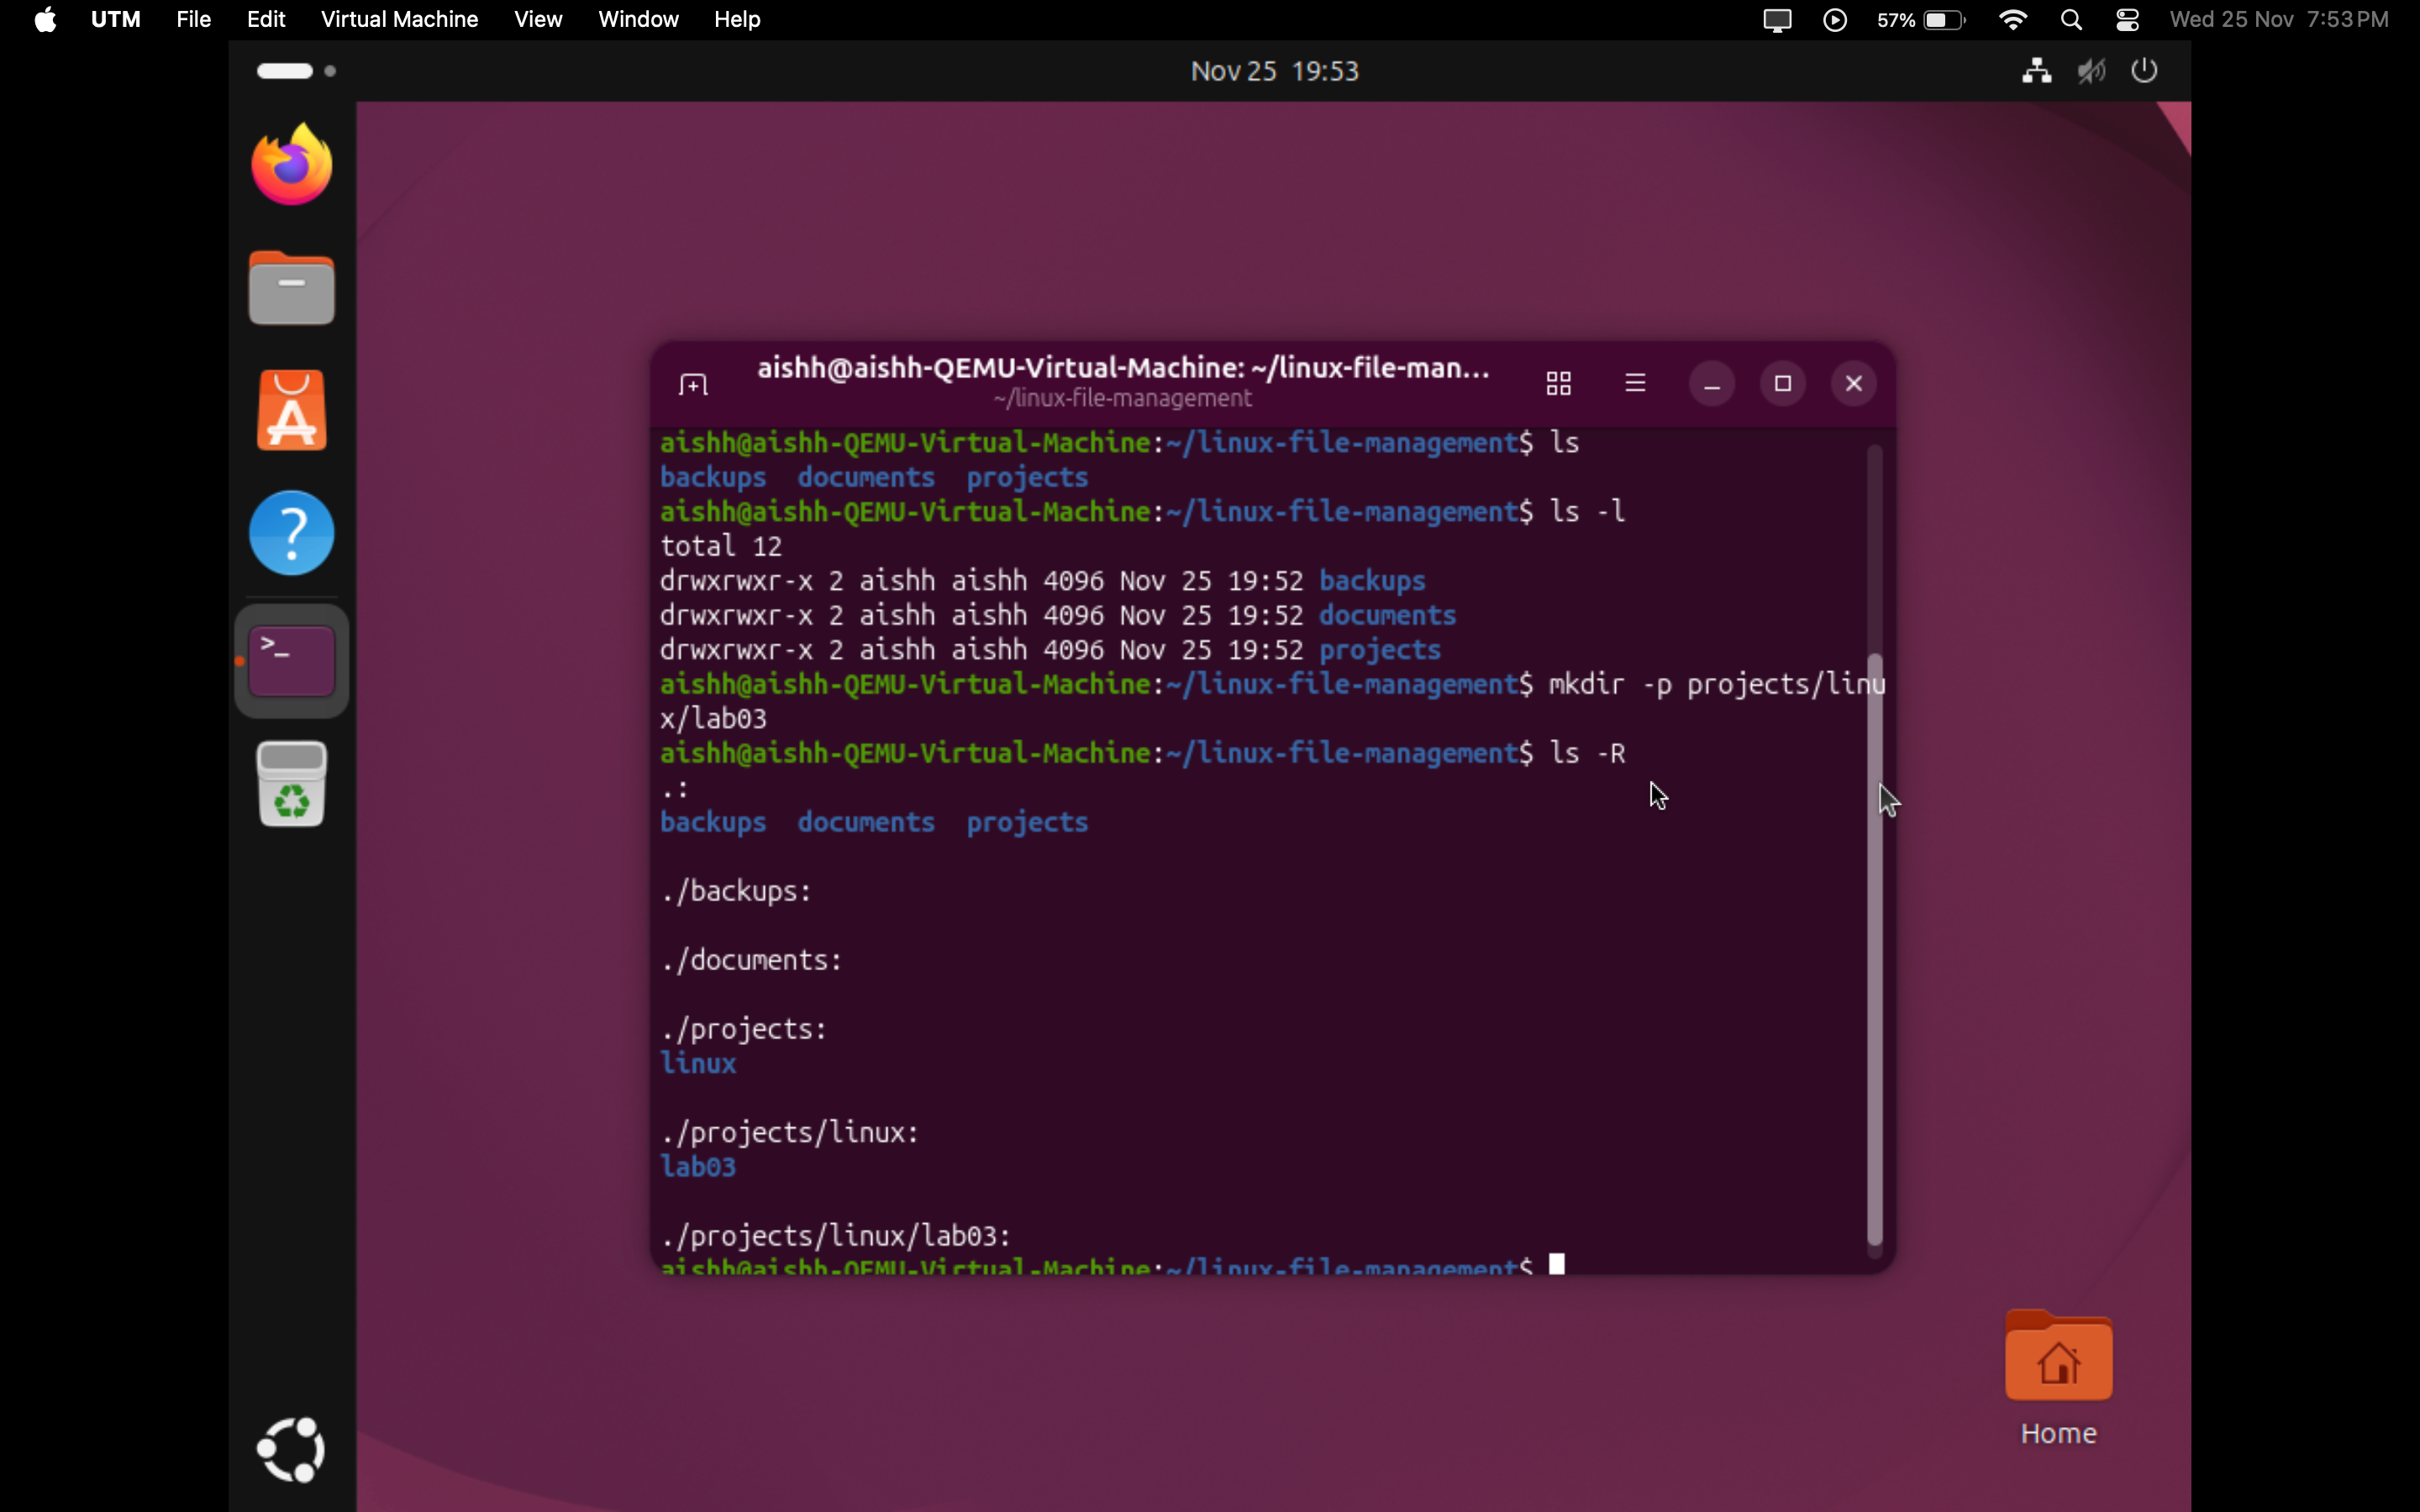 UTM File Edit Virtual Machine View Window Help 57% Wed 25 Nov 7:53 PM
Nov 25 19:53
aishh@aishh-QEMU-Virtual-Machine: ~/linux-file-man...
~/linux-file-management
aishh@aishh-QEMU-Virtual-Machine:~/linux-file-management$ ls
backups documents projects
aishh@aishh-QEMU-Virtual-Machine:~/linux-file-management$ ls -l
total 12
drwxrwxr-x 2 aishh aishh 4096 Nov 25 19:52 backups
drwxrwxr-x 2 aishh aishh 4096 Nov 25 19:52 documents
drwxrwxr-x 2 aishh aishh 4096 Nov 25 19:52 projects
aishh@aishh-QEMU-Virtual-Machine:~/linux-file-management$ mkdir -p projects/linu
x/lab03
aishh@aishh-QEMU-Virtual-Machine:~/linux-file-management$ ls -R
.:
backups documents projects
./backups:
./documents:
./projects:
linux
./projects/linux:
lab03
./projects/linux/lab03:
aishh@aishh-QEMU-Virtual-Machine:~/linux-file-management$
Home